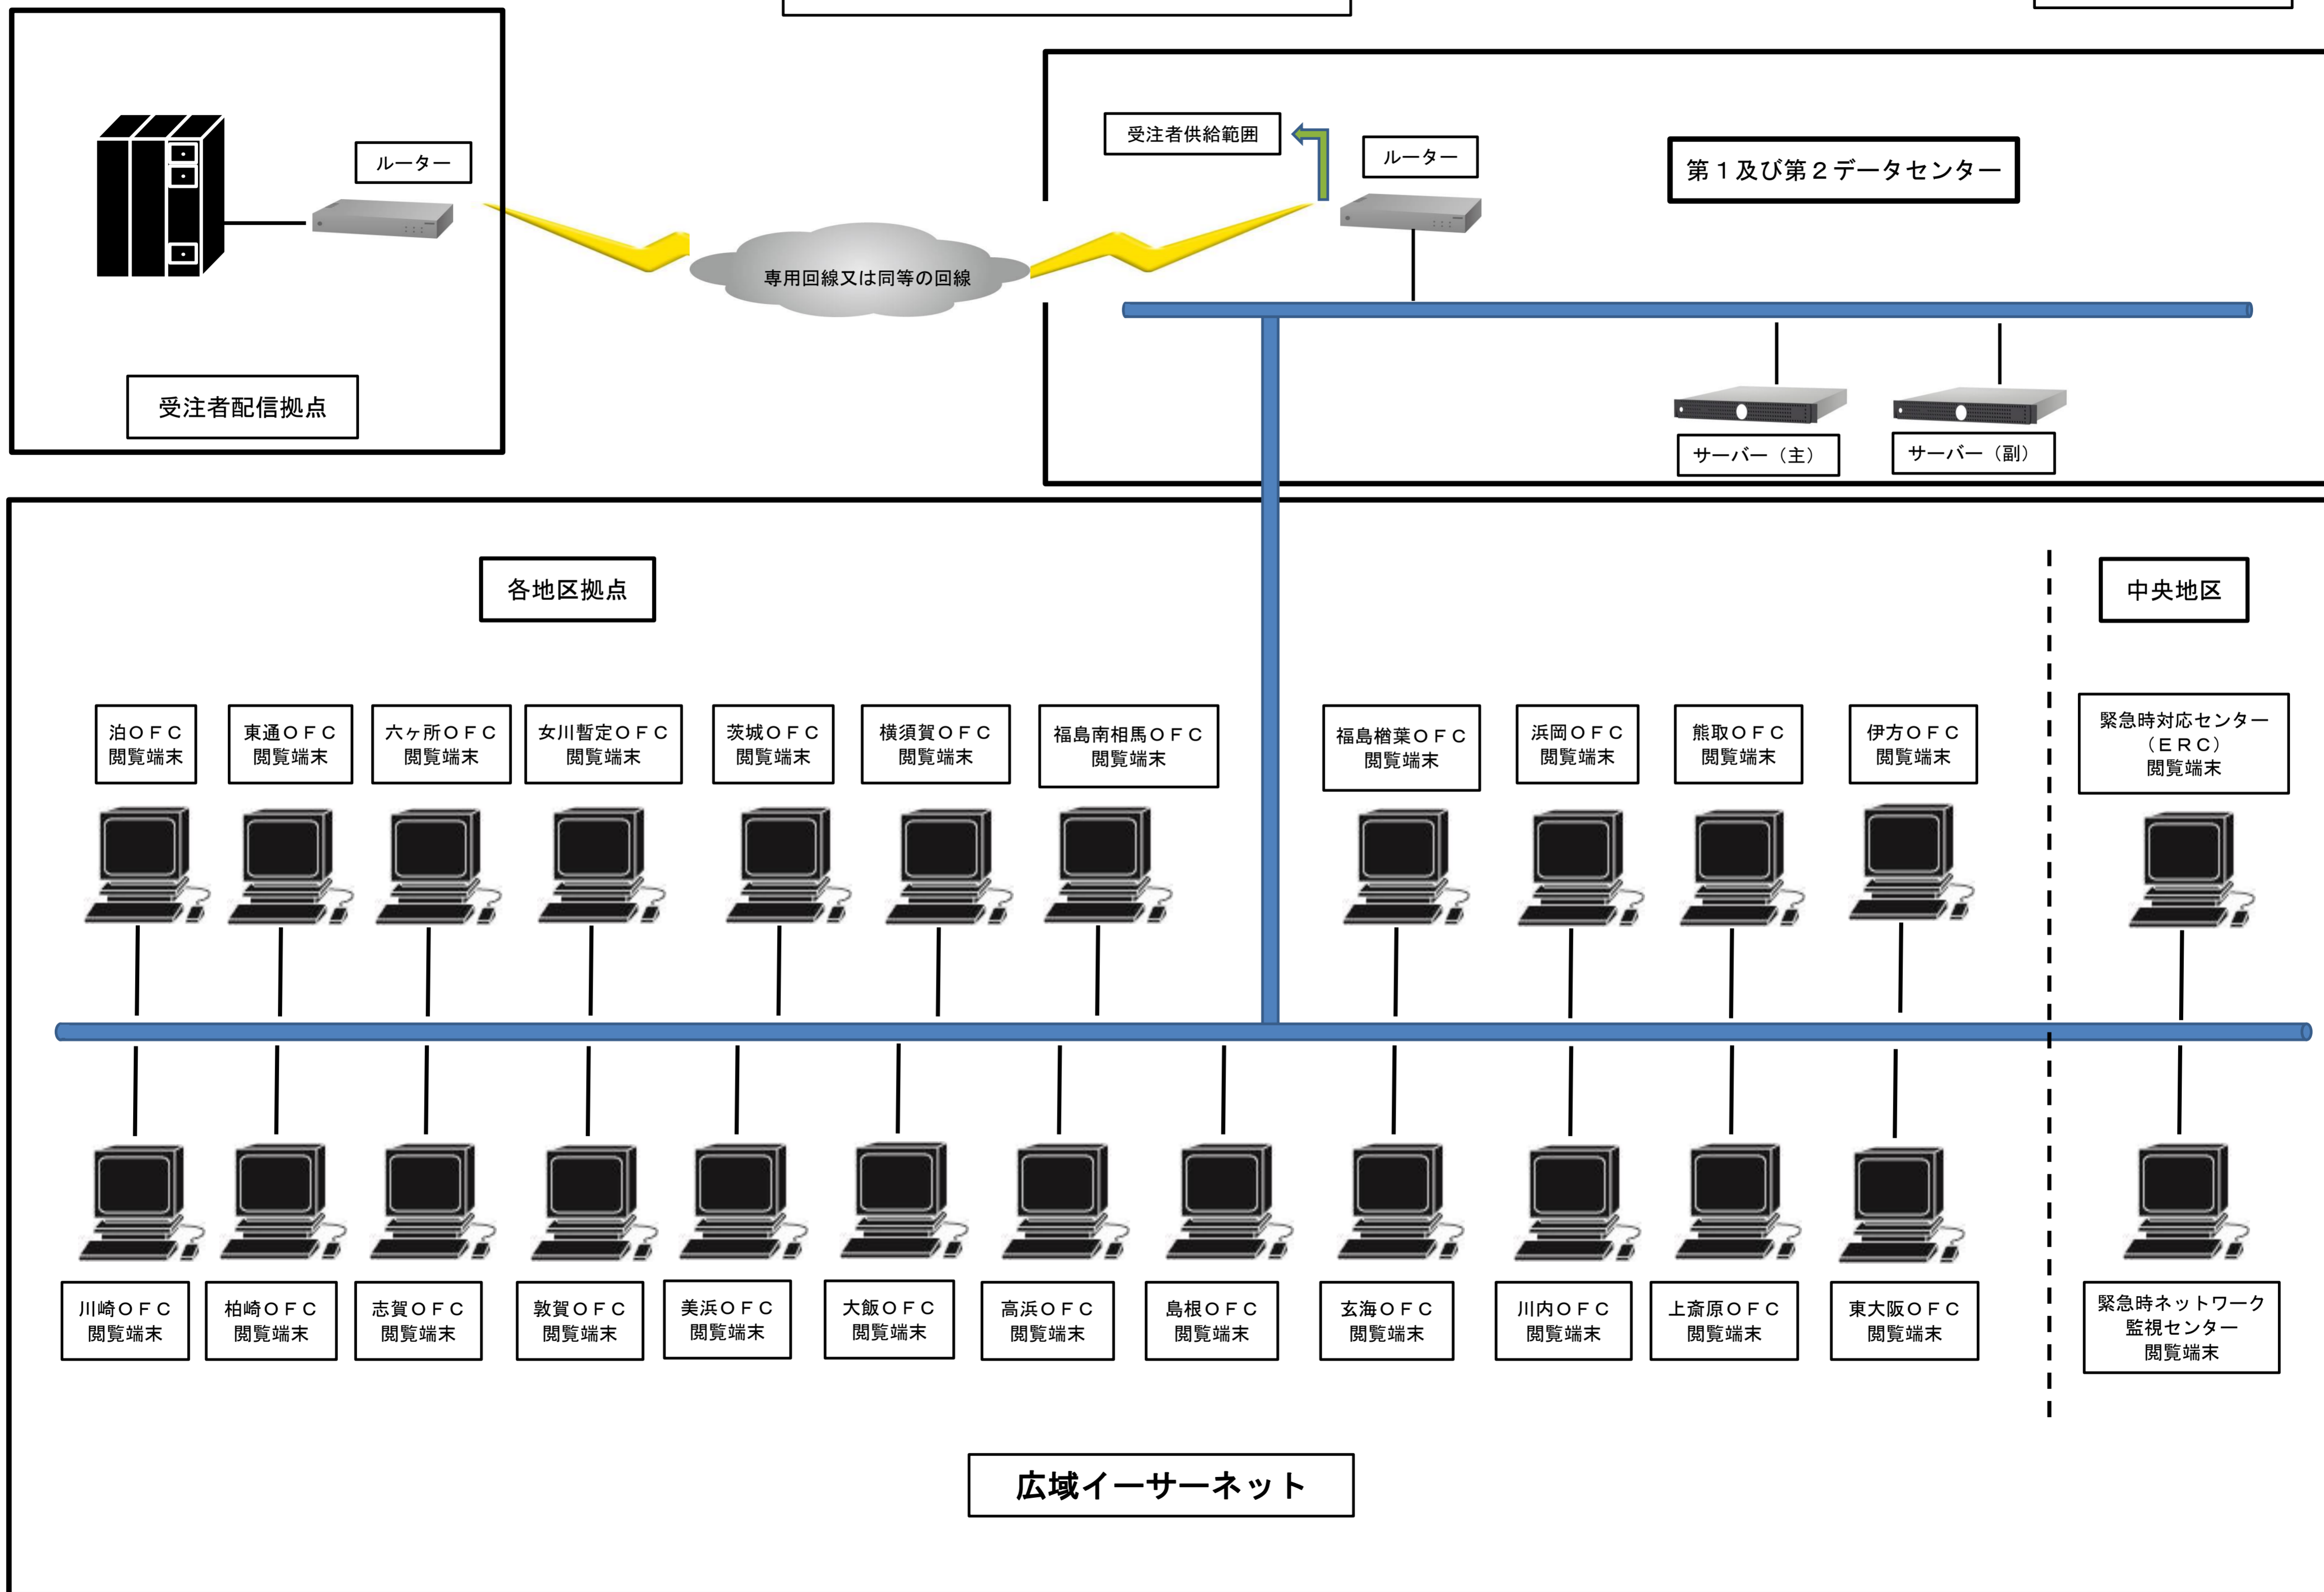 受注者供給範囲
ルーター
ルーター
第１及び第２データセンター
専用回線又は同等の回線
受注者配信拠点
サーバー（主）
サーバー（副）
各地区拠点
中央地区
泊ＯＦＣ
閲覧端末
東通ＯＦＣ
閲覧端末
六ヶ所ＯＦＣ
閲覧端末
女川暫定ＯＦＣ
閲覧端末
茨城ＯＦＣ
閲覧端末
横須賀ＯＦＣ
閲覧端末
福島南相馬ＯＦＣ
閲覧端末
福島楢葉ＯＦＣ
閲覧端末
浜岡ＯＦＣ
閲覧端末
熊取ＯＦＣ
閲覧端末
伊方ＯＦＣ
閲覧端末
緊急時対応センター
（ＥＲＣ）
閲覧端末
川崎ＯＦＣ
閲覧端末
柏崎ＯＦＣ
閲覧端末
志賀ＯＦＣ
閲覧端末
敦賀ＯＦＣ
閲覧端末
美浜ＯＦＣ
閲覧端末
大飯ＯＦＣ
閲覧端末
高浜ＯＦＣ
閲覧端末
島根ＯＦＣ
閲覧端末
玄海ＯＦＣ
閲覧端末
川内ＯＦＣ
閲覧端末
上斎原ＯＦＣ
閲覧端末
東大阪ＯＦＣ
閲覧端末
緊急時ネットワーク
監視センター
閲覧端末
広域イーサーネット